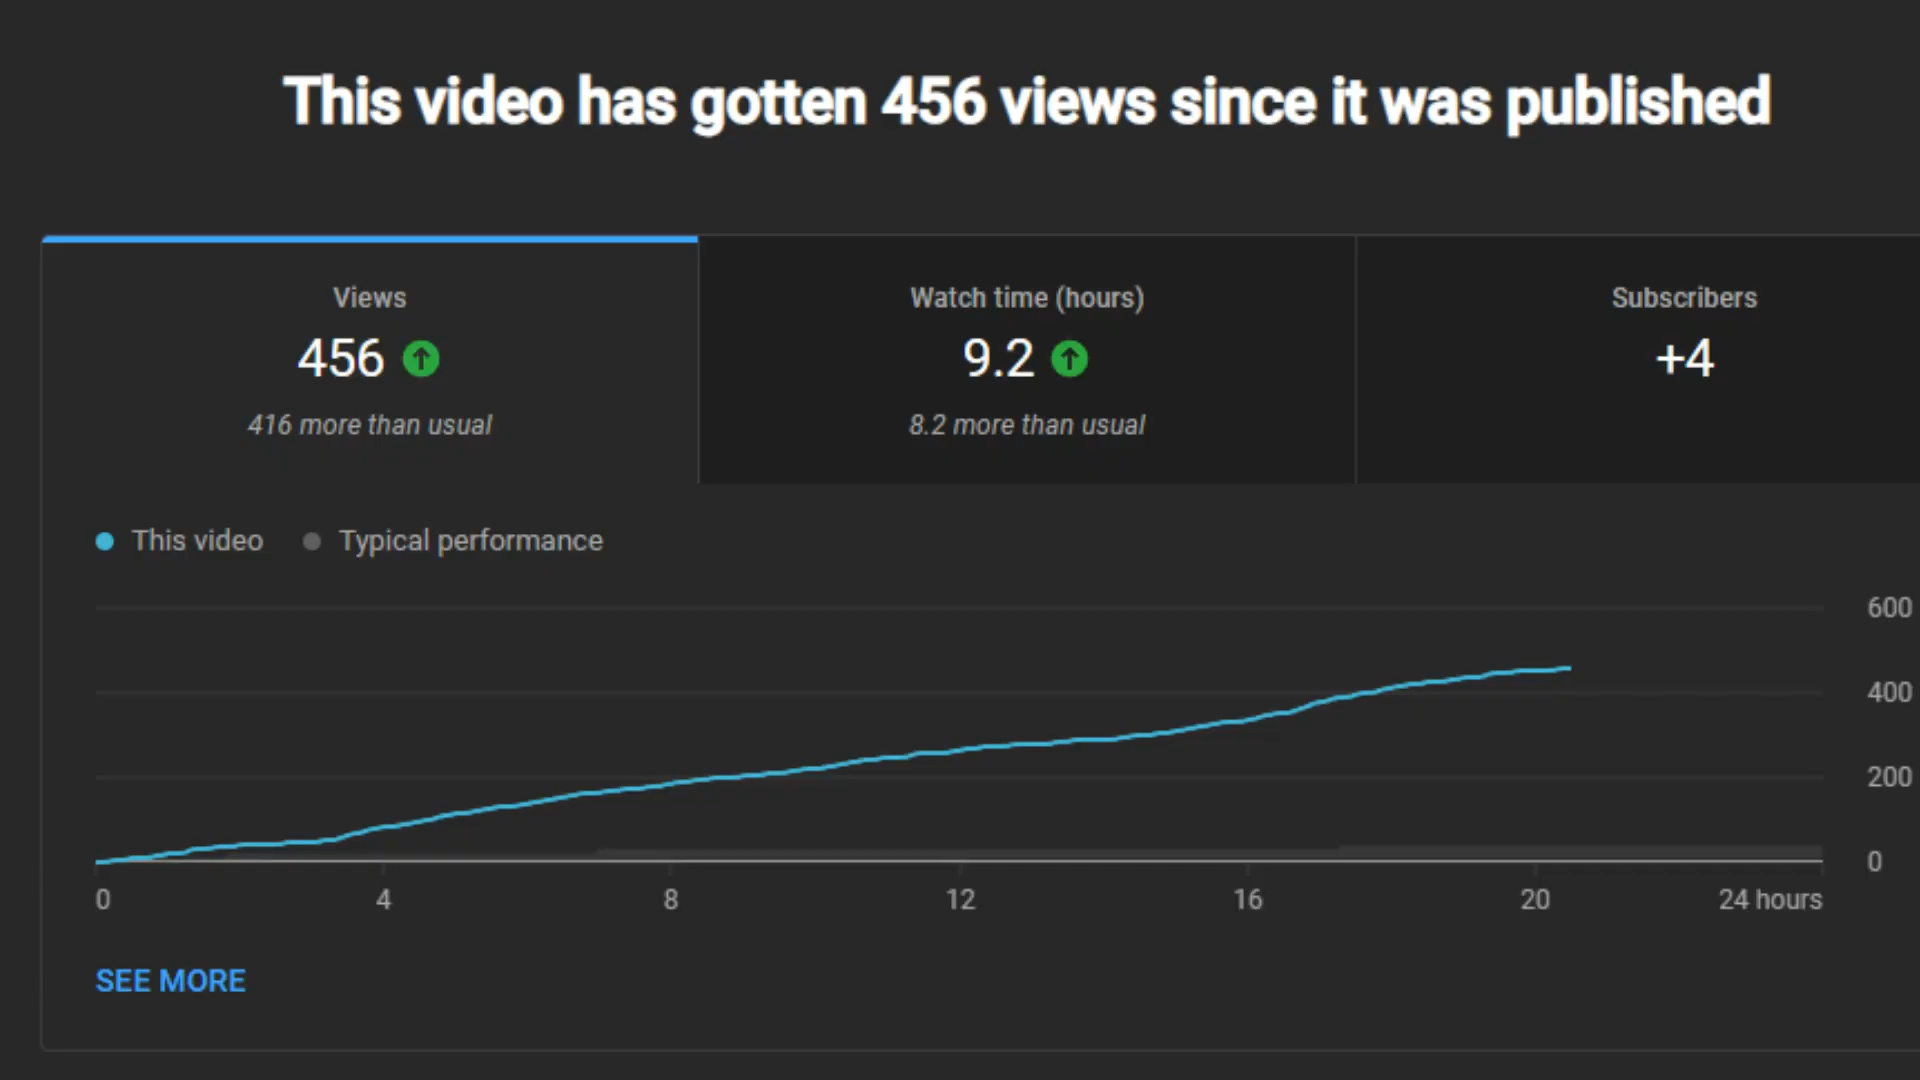 This video has gotten 456 views since it was published
Views
456
416 more than usual
Watch time (hours)
9.2
8.2 more than usual
Subscribers
+4
This video
Typical performance
600
400
200
0
0
4
8
12
16
20
24 hours
SEE MORE